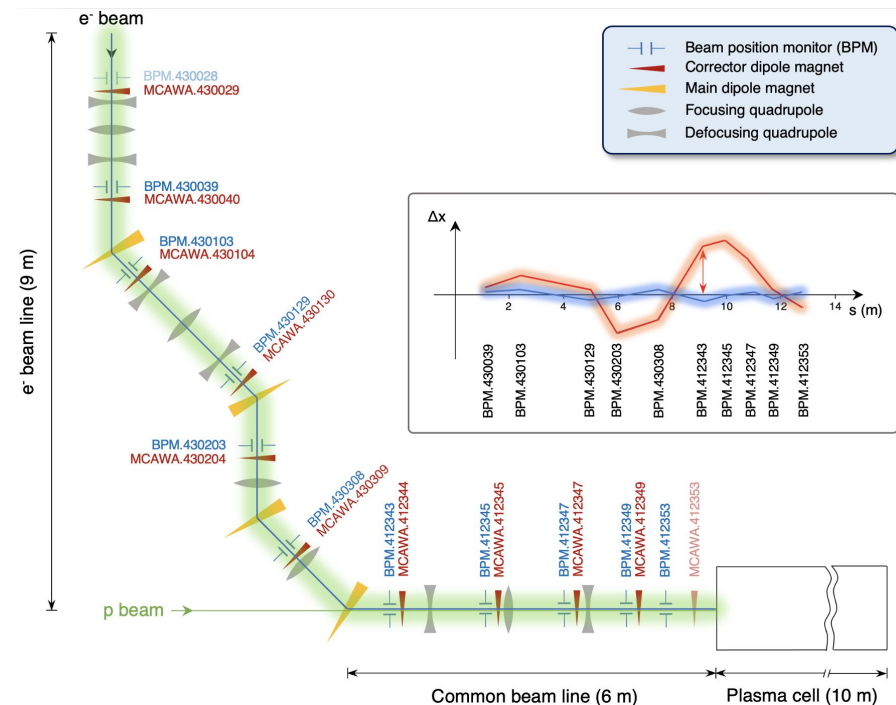 e⁻ beam
BPM.430028
MCAWA.430029
BPM.430039
MCAWA.430040
BPM.430103
MCAWA.430104
BPM.430129
MCAWA.430130
BPM.430203
MCAWA.430204
BPM.430308
MCAWA.430309
BPM.412343
MCAWA.412344
BPM.412345
MCAWA.412345
BPM.412347
MCAWA.412347
BPM.412349
MCAWA.412349
BPM.412353
MCAWA.412353
e⁻ beam line (9 m)
p beam
Common beam line (6 m)
Plasma cell (10 m)
Beam position monitor (BPM)
Corrector dipole magnet
Main dipole magnet
Focusing quadrupole
Defocusing quadrupole
Δx
2 4 6 8 10 12 14
s (m)
BPM.430039
BPM.430103
BPM.430129
BPM.430203
BPM.430308
BPM.412343
BPM.412345
BPM.411347
BPM.412349
BPM.412353